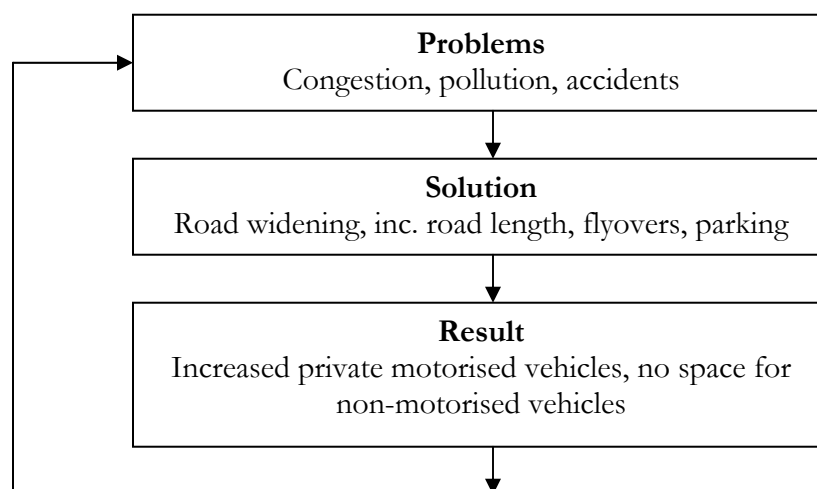 Problems
Congestion, pollution, accidents
Solution
Road widening, inc. road length, flyovers, parking
Result
Increased private motorised vehicles, no space for
non-motorised vehicles